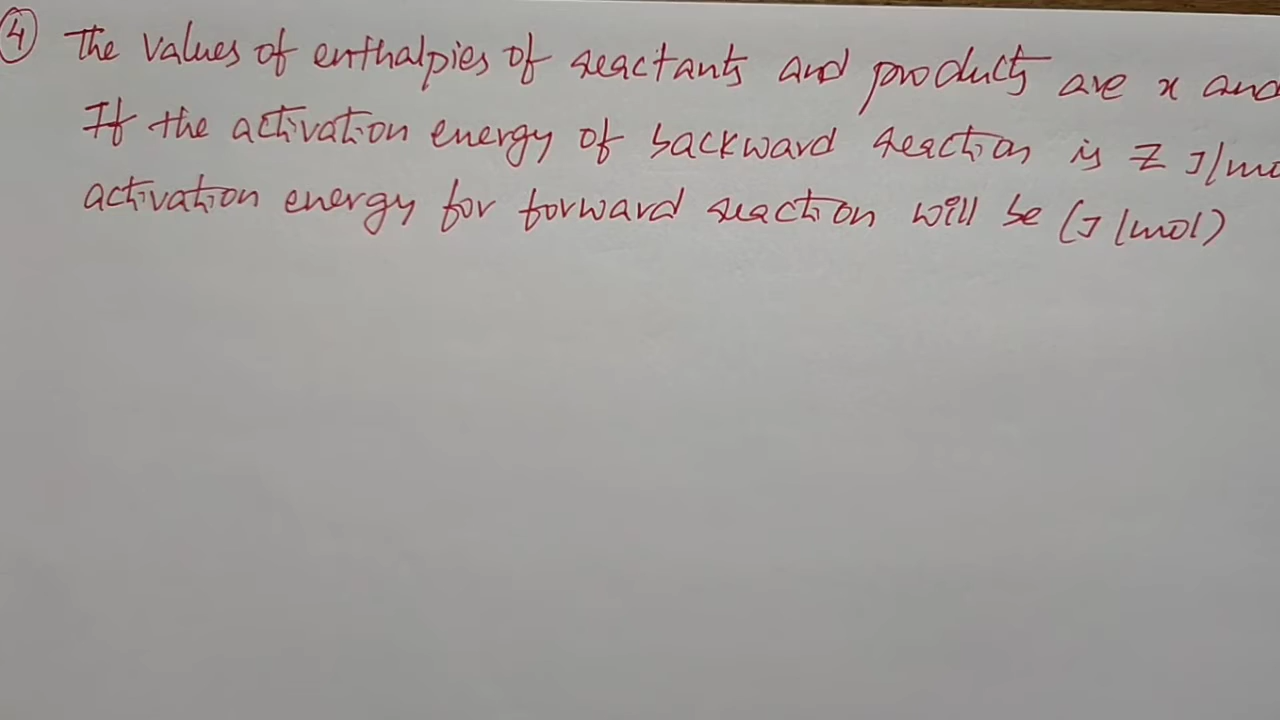 4 The values of enthalpies of reactants and products are x and
If the activation energy of backward reaction is Z J/mo
activation energy for forward reaction will be (J/mol)